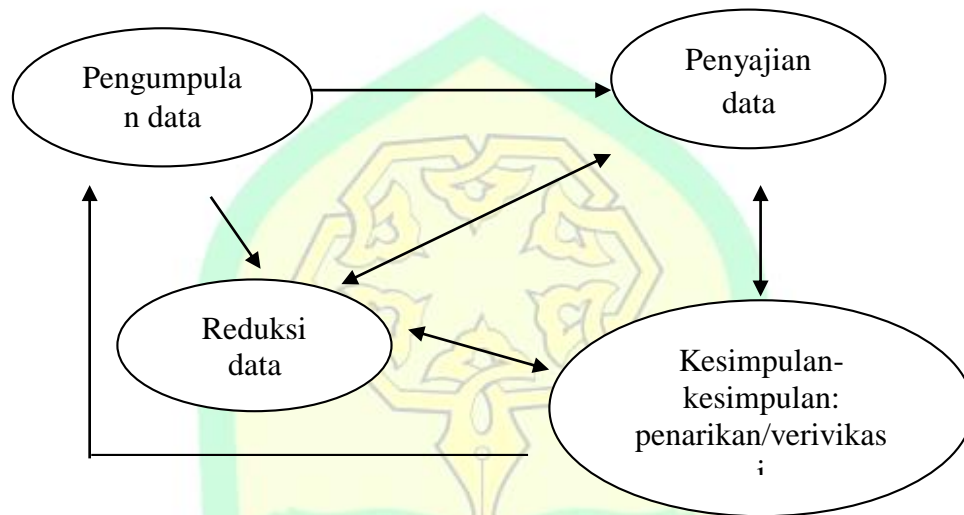 Pengumpula
n data
Penyajian
data
Reduksi
data
Kesimpulan-
kesimpulan:
penarikan/verivikas
i